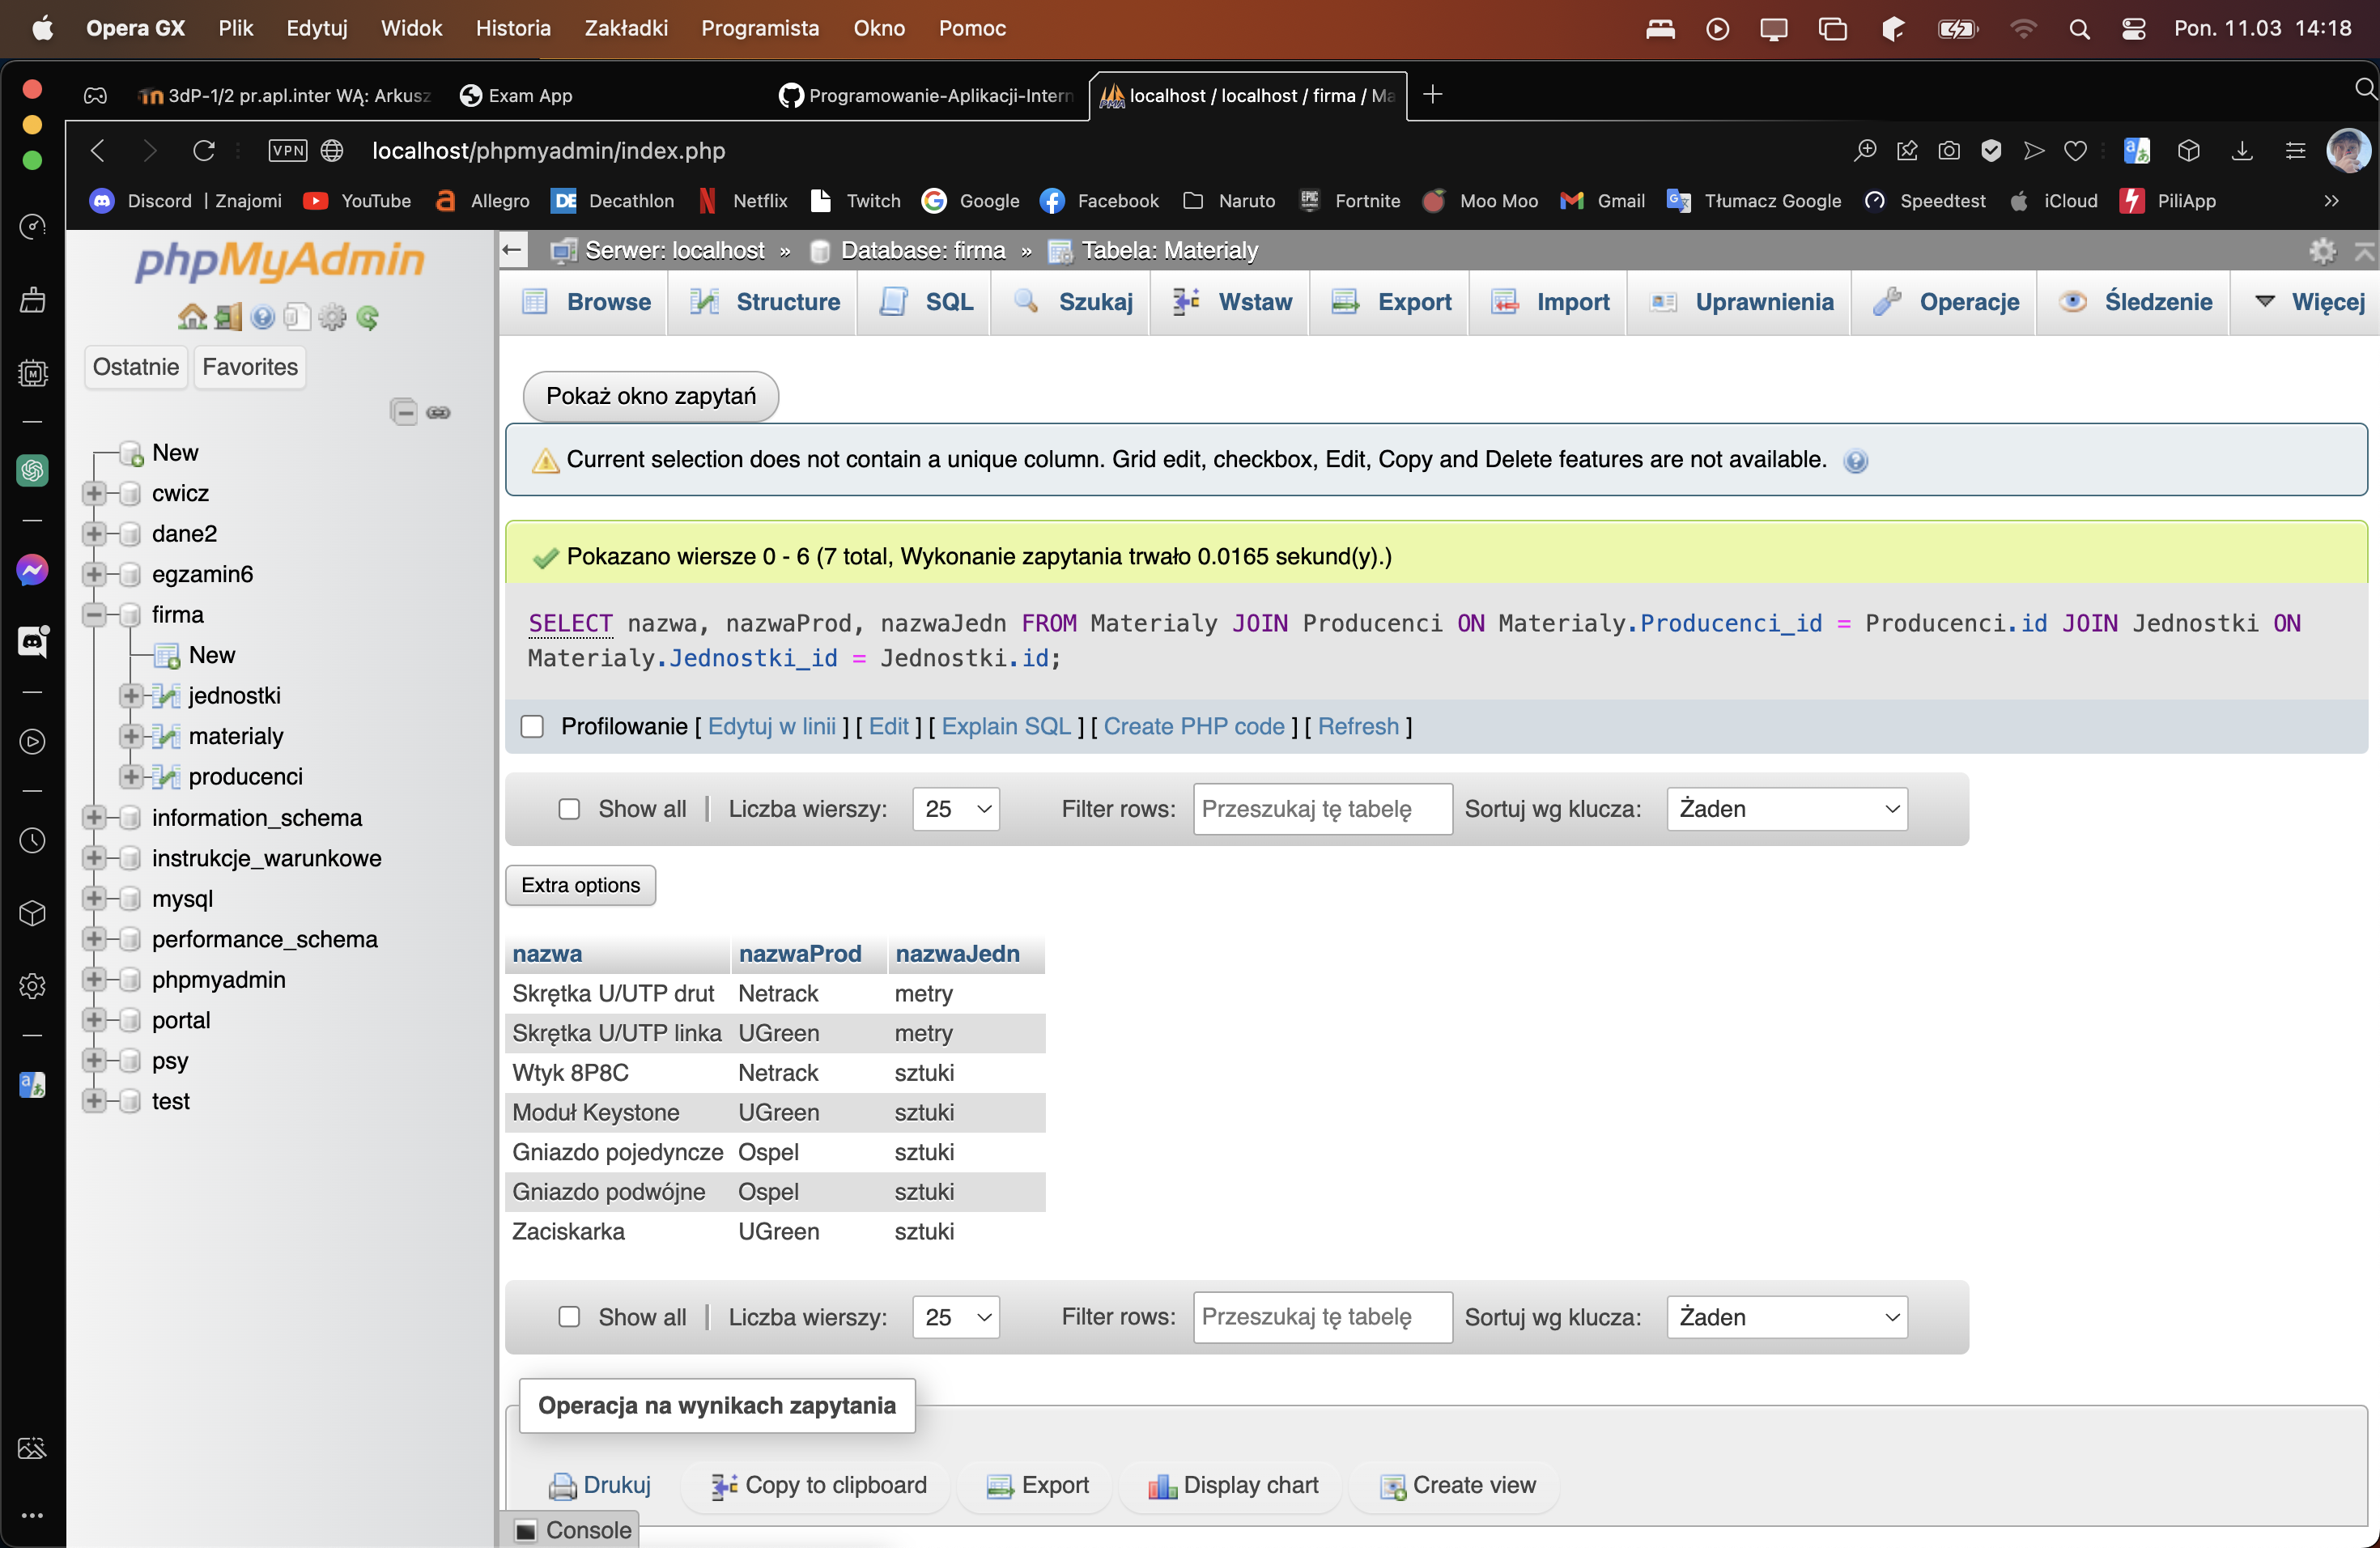 Opera GX Plik Edytuj Widok Historia Zakładki Programista Okno Pomoc Pon. 11.03 14:18
3dP-1/2 pr.apl.inter WĄ: Arkusz Exam App Programowanie-Aplikacji-Intern localhost / localhost / firma / Ma
VPN localhost/phpmyadmin/index.php
Discord | Znajomi YouTube Allegro Decathlon Netflix Twitch Google Facebook Naruto Fortnite Moo Moo Gmail Tłumacz Google Speedtest iCloud PiliApp »
phpMyAdmin
Ostatnie Favorites
New
cwicz
dane2
egzamin6
firma
New
jednostki
materialy
producenci
information_schema
instrukcje_warunkowe
mysql
performance_schema
phpmyadmin
portal
psy
test
Serwer: localhost » Database: firma » Tabela: Materialy
Browse Structure SQL Szukaj Wstaw Export Import Uprawnienia Operacje Śledzenie Więcej
Pokaż okno zapytań
Current selection does not contain a unique column. Grid edit, checkbox, Edit, Copy and Delete features are not available.
Pokazano wiersze 0 - 6 (7 total, Wykonanie zapytania trwało 0.0165 sekund(y).)
SELECT nazwa, nazwaProd, nazwaJedn FROM Materialy JOIN Producenci ON Materialy.Producenci_id = Producenci.id JOIN Jednostki ON
Materialy.Jednostki_id = Jednostki.id;
Profilowanie [ Edytuj w linii ] [ Edit ] [ Explain SQL ] [ Create PHP code ] [ Refresh ]
Show all | Liczba wierszy: 25 Filter rows: Przeszukaj tę tabelę Sortuj wg klucza: Żaden
Extra options
nazwa nazwaProd nazwaJedn
Skrętka U/UTP drut Netrack metry
Skrętka U/UTP linka UGreen metry
Wtyk 8P8C Netrack sztuki
Moduł Keystone UGreen sztuki
Gniazdo pojedyncze Ospel sztuki
Gniazdo podwójne Ospel sztuki
Zaciskarka UGreen sztuki
Show all | Liczba wierszy: 25 Filter rows: Przeszukaj tę tabelę Sortuj wg klucza: Żaden
Operacja na wynikach zapytania
Drukuj Copy to clipboard Export Display chart Create view
Console